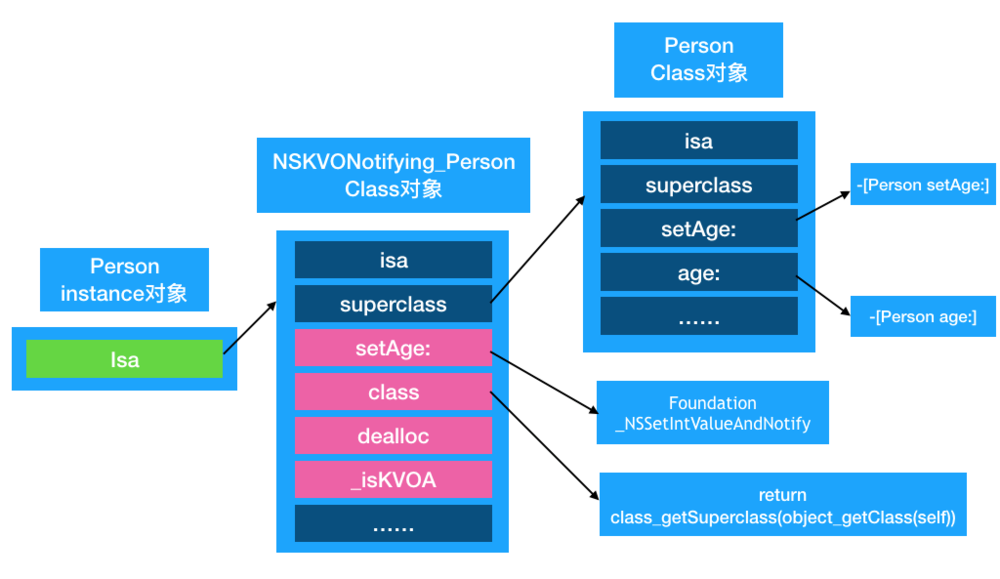 Person
instance对象
Isa
NSKVONotifying_Person
Class对象
isa
superclass
setAge:
class
dealloc
_isKVOA
......
Person
Class对象
isa
superclass
setAge:
age:
......
-[Person setAge:]
-[Person age:]
Foundation
_NSSetIntValueAndNotify
return
class_getSuperclass(object_getClass(self))